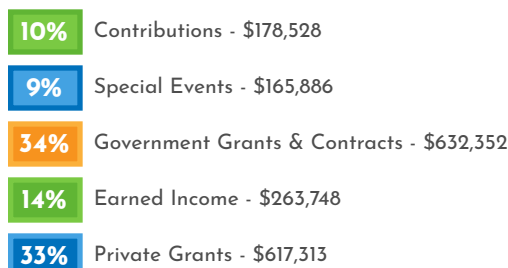 10% Contributions - $178,528
9% Special Events - $165,886
34% Government Grants & Contracts - $632,352
14% Earned Income - $263,748
33% Private Grants - $617,313